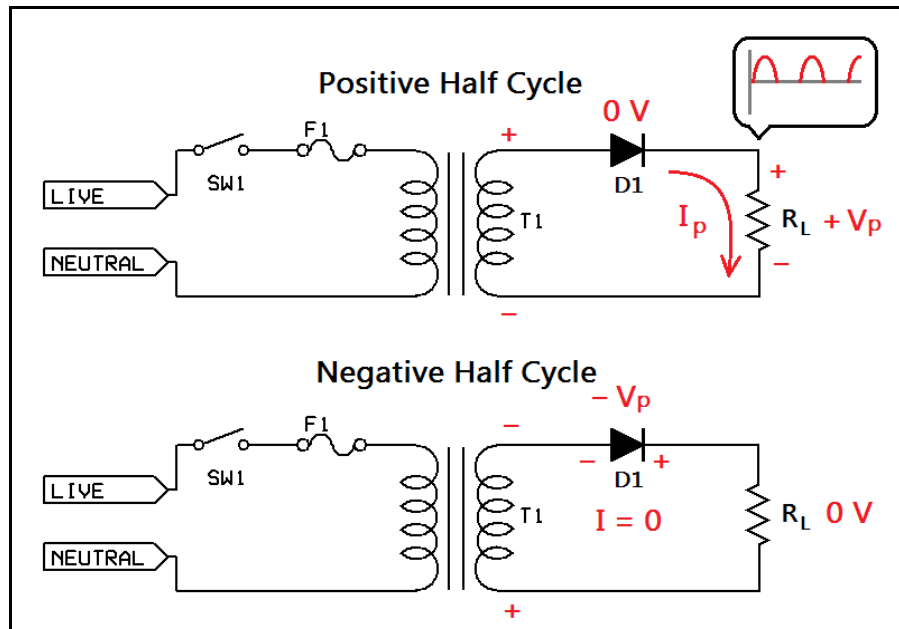 Positive Half Cycle
F1
0 V
+
SW1
D1
+
LIVE
T1
Ip
RL + Vp
NEUTRAL
−
−
Negative Half Cycle
− Vp
F1
−
− +
SW1
D1
LIVE
T1
I = 0
RL 0 V
NEUTRAL
+